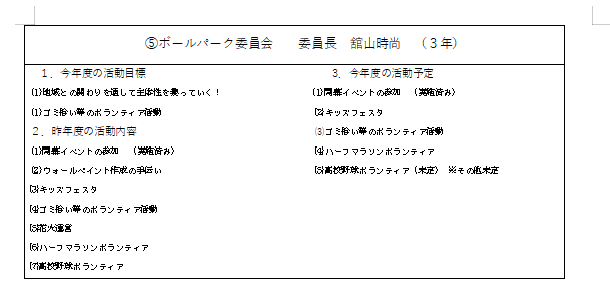 ⑤ボールパーク委員会　　委員長　舘山時尚　（３年）
１．今年度の活動目標
⑴地域との関わりを通して主体性を養っていく！
⑴ゴミ拾い等のボランティア活動
２．昨年度の活動内容
⑴開幕イベントの参加　（実施済み）
⑵ウォールペイント作成の手伝い
⑶キッズフェスタ
⑷ゴミ拾い等のボランティア活動
⑸花火運営
⑹ハーフマラソンボランティア
⑺高校野球ボランティア
３．今年度の活動予定
⑴開幕イベントの参加　（実施済み）
⑵キッズフェスタ
⑶ゴミ拾い等のボランティア活動
⑷ハーフマラソンボランティア
⑸高校野球ボランティア（未定）　※その他未定